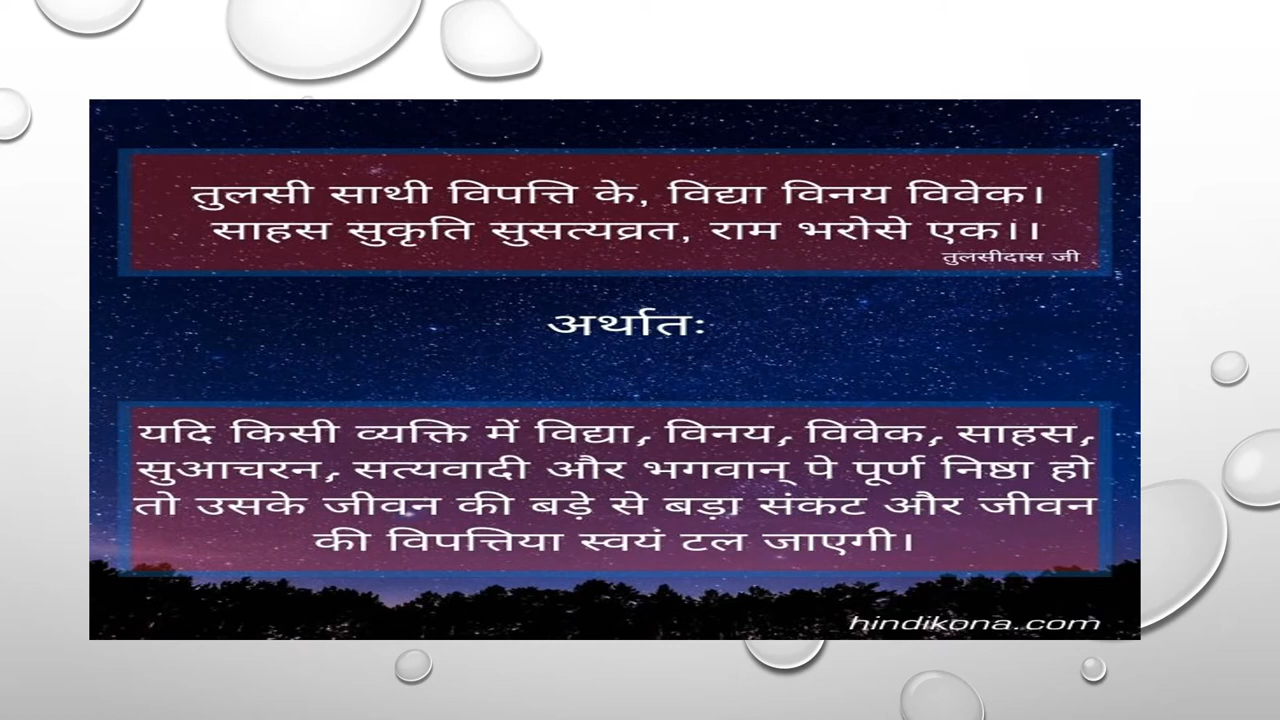 तुलसी साथी विपत्ति के, विद्या विनय विवेक।
साहस सुकृति सुसत्यव्रत, राम भरोसे एक।।
तुलसीदास जी
अर्थातः
यदि किसी व्यक्ति में विद्या, विनय, विवेक, साहस,
सुआचरन, सत्यवादी और भगवान् पे पूर्ण निष्ठा हो
तो उसके जीवन की बड़े से बड़ा संकट और जीवन
की विपत्तिया स्वयं टल जाएगी।
hindikona.com